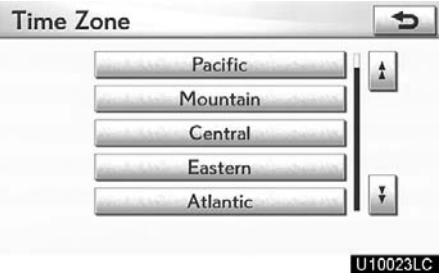 Time Zone
Pacific
Mountain
Central
Eastern
Atlantic
U10023LC